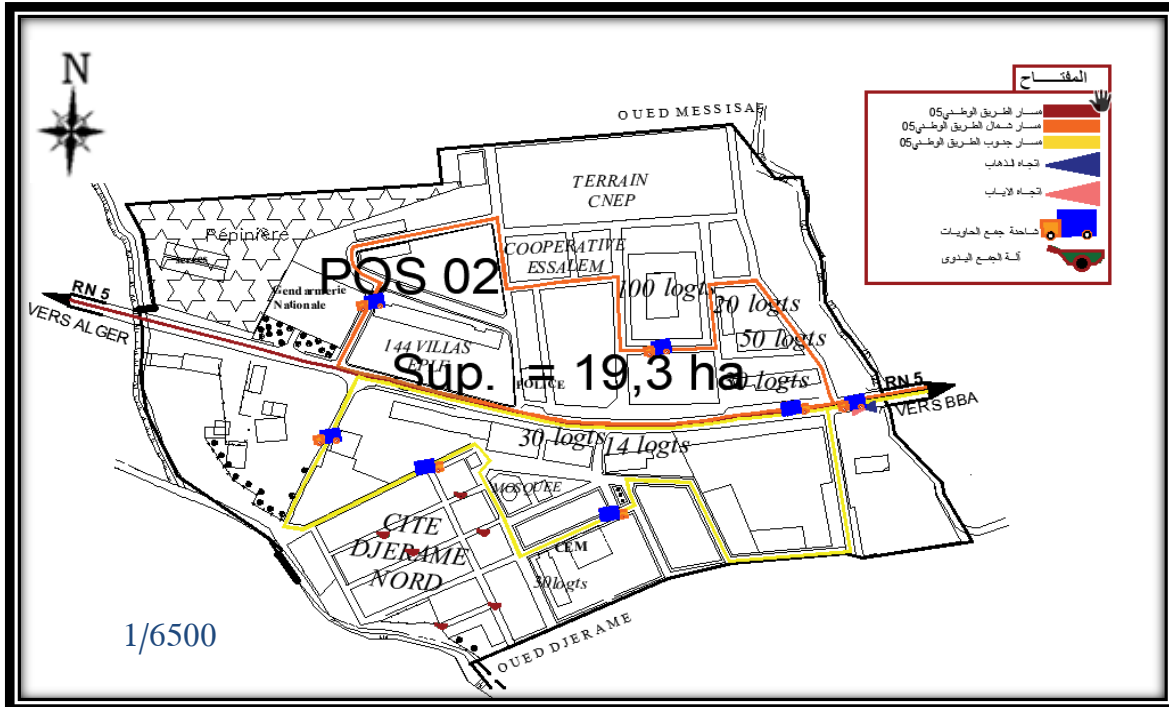 N
OUED MESSISAE
المفتــــاح
مسار الطريق الوطني05
مسار شمال الطريق الوطني05
مسار جنوب الطريق الوطني05
اتجاه الذهاب
اتجاه الاياب
شاحنة جمع الحاويات
آلة الجمع اليدوي
TERRAIN
CNEP
Pépinière
serres
COOPERATIVE
ESSALEM
POS 02
Gendarmerie
Nationale
100 logts
20 logts
RN 5
VERS ALGER
50 logts
144 VILLAS
EPLF
Sup. = 19,3 ha
POLICE
logts
RN 5
VERS BBA
30 logts
14 logts
MOSQUEE
CITE
DJERAME
NORD
CEM
30logts
1/6500
OUED DJERAME